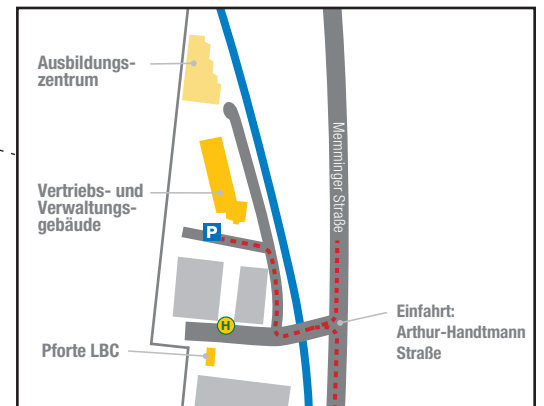 Ausbildungs-
zentrum
Memminger Straße
Vertriebs- und
Verwaltungs-
gebäude
P
H
Einfahrt:
Arthur-Handtmann
Straße
Pforte LBC